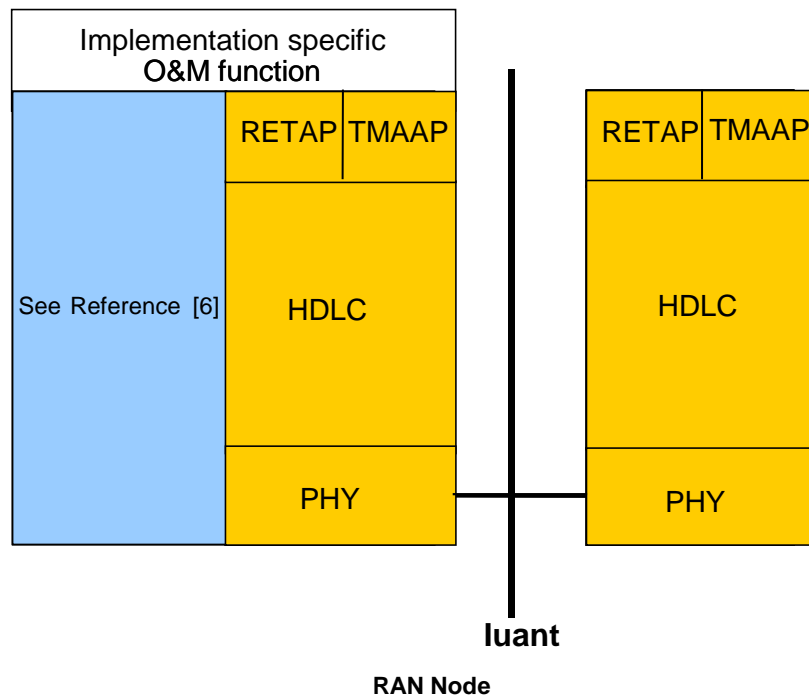 Implementation specific
O&M function
RETAP TMAAP
RETAP TMAAP
See Reference [6]
HDLC
HDLC
PHY
PHY
Iuant
RAN Node